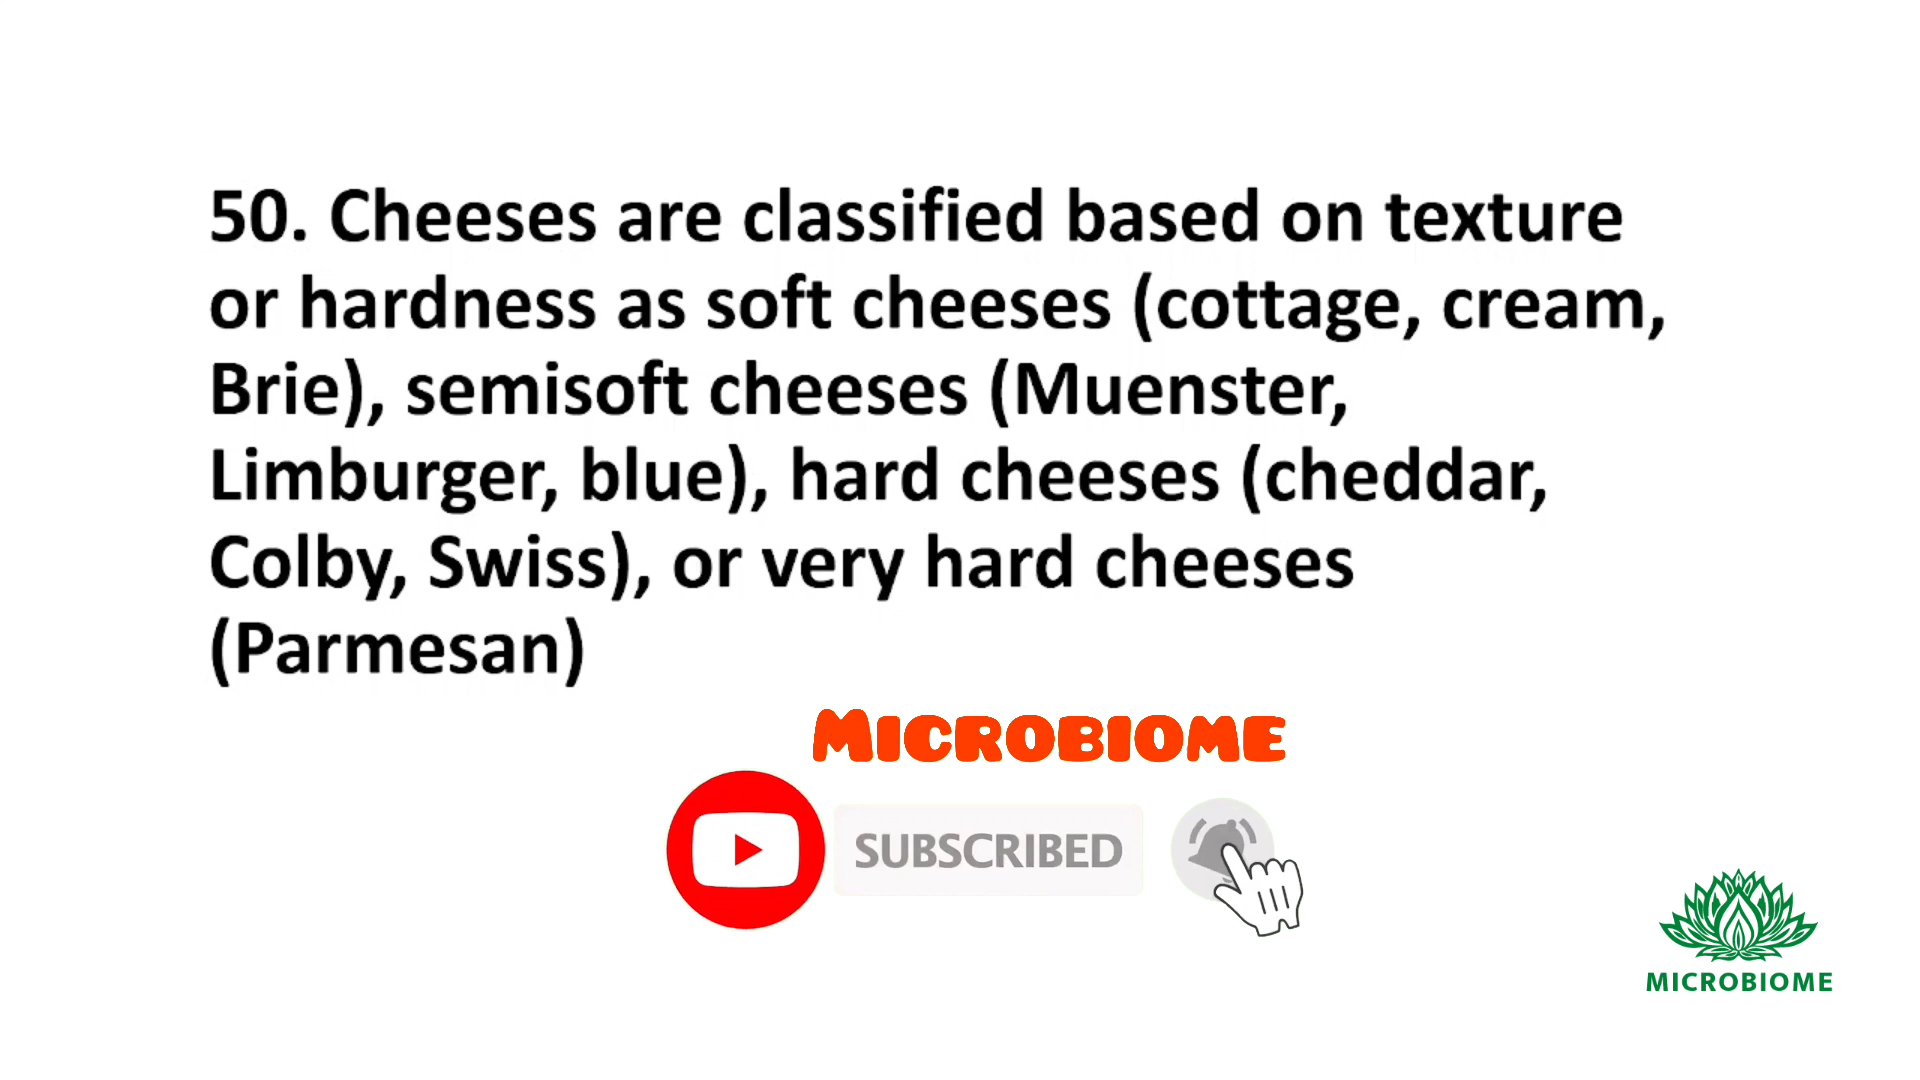 50. Cheeses are classified based on texture
or hardness as soft cheeses (cottage, cream,
Brie), semisoft cheeses (Muenster,
Limburger, blue), hard cheeses (cheddar,
Colby, Swiss), or very hard cheeses
(Parmesan)
MICROBIOME
SUBSCRIBED
MICROBIOME